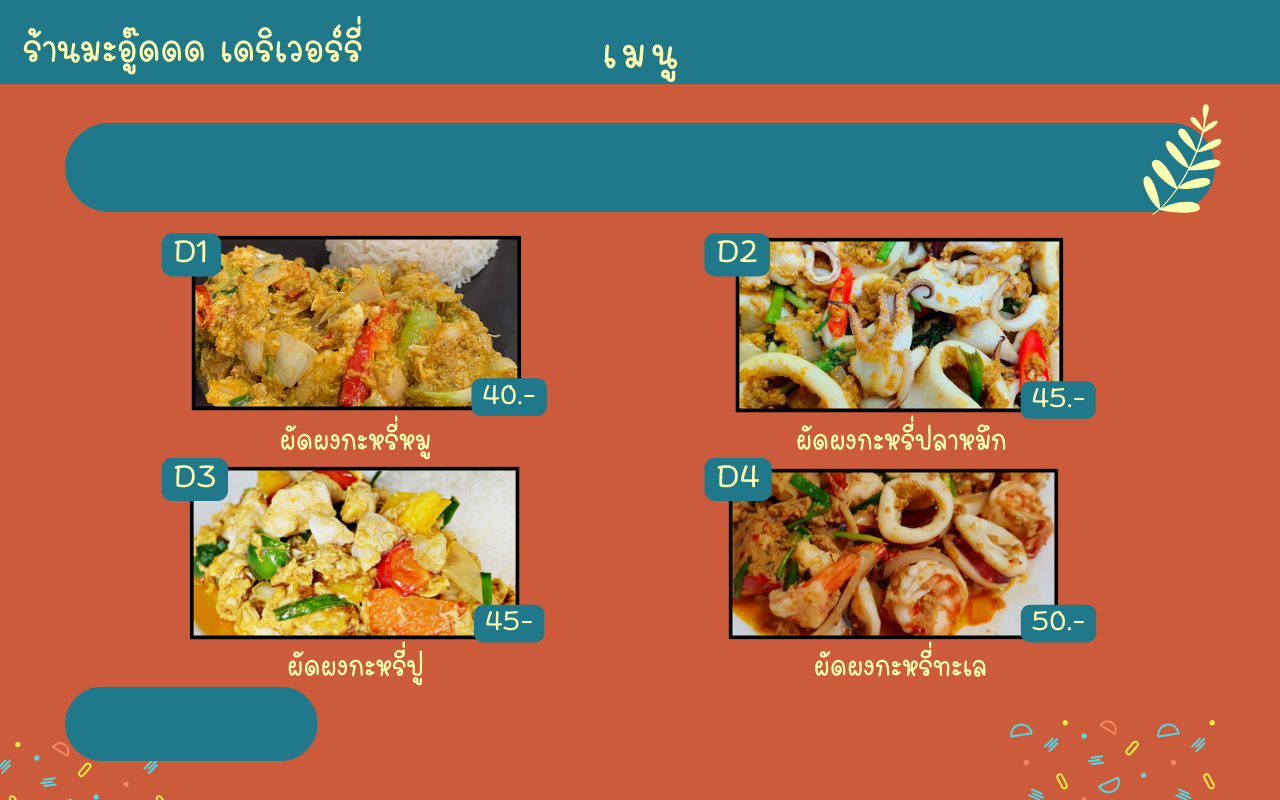 ร้านมะอู๊ดดด เดริเวอร์รี่
เมนู
D1
40.-
ผัดผงกะหรี่หมู
D2
45.-
ผัดผงกะหรี่ปลาหมึก
D3
45-
ผัดผงกะหรี่ปู
D4
50.-
ผัดผงกะหรี่ทะเล